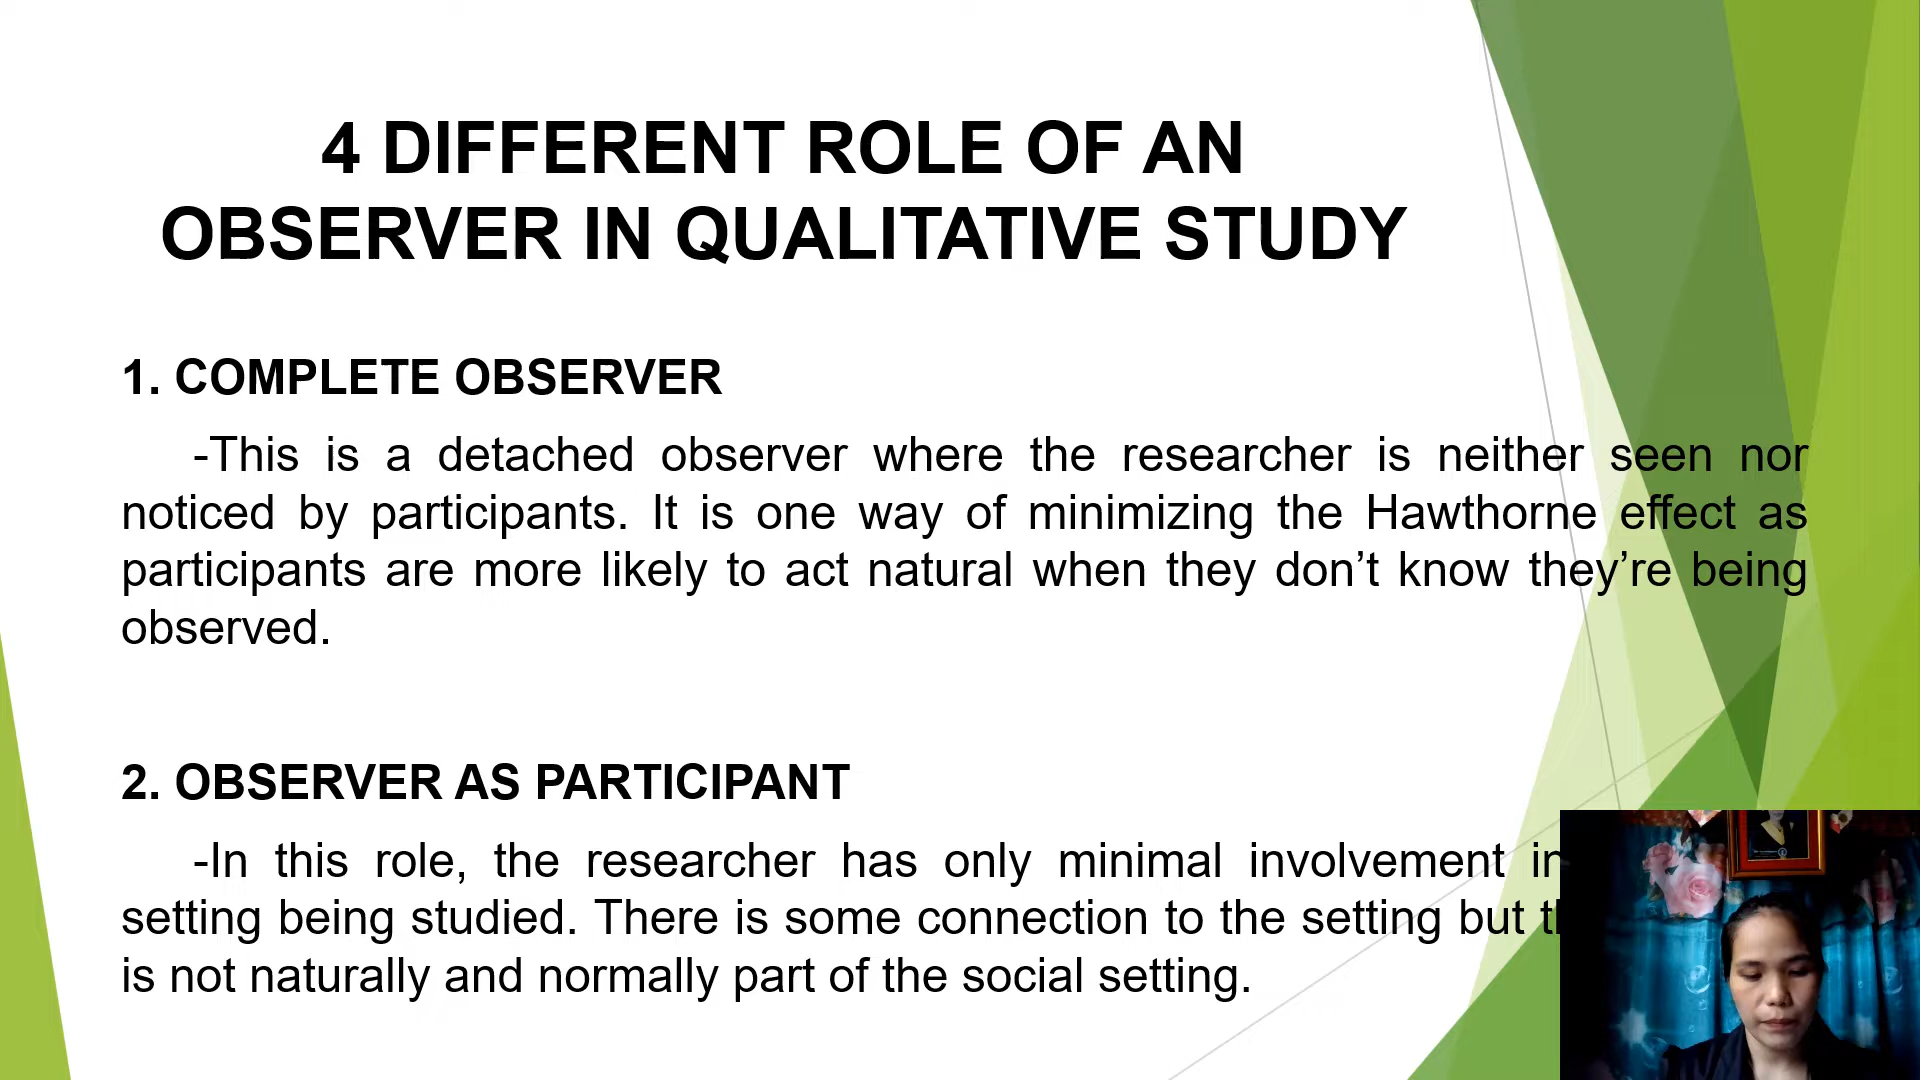 4 DIFFERENT ROLE OF AN
OBSERVER IN QUALITATIVE STUDY
1. COMPLETE OBSERVER
-This is a detached observer where the researcher is neither seen nor
noticed by participants. It is one way of minimizing the Hawthorne effect as
participants are more likely to act natural when they don’t know they’re being
observed.
2. OBSERVER AS PARTICIPANT
-In this role, the researcher has only minimal involvement in
setting being studied. There is some connection to the setting but
is not naturally and normally part of the social setting.